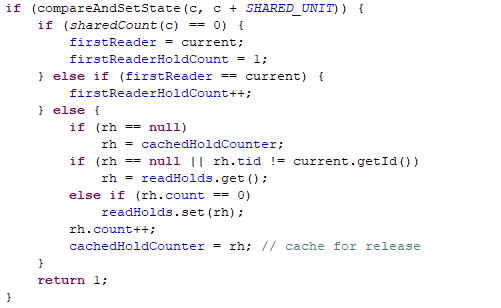 if (compareAndSetState(c, c + SHARED_UNIT)) {
    if (sharedCount(c) == 0) {
        firstReader = current;
        firstReaderHoldCount = 1;
    } else if (firstReader == current) {
        firstReaderHoldCount++;
    } else {
        if (rh == null)
            rh = cachedHoldCounter;
        if (rh == null || rh.tid != current.getId())
            rh = readHolds.get();
        else if (rh.count == 0)
            readHolds.set(rh);
        rh.count++;
        cachedHoldCounter = rh; // cache for release
    }
    return 1;
}